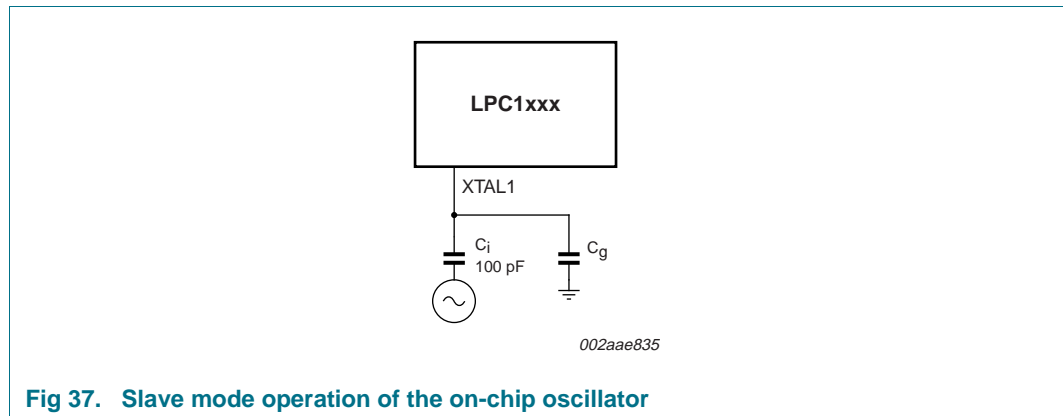 LPC1xxx
XTAL1
Ci
100 pF
Cg
002aae835
Fig 37. Slave mode operation of the on-chip oscillator